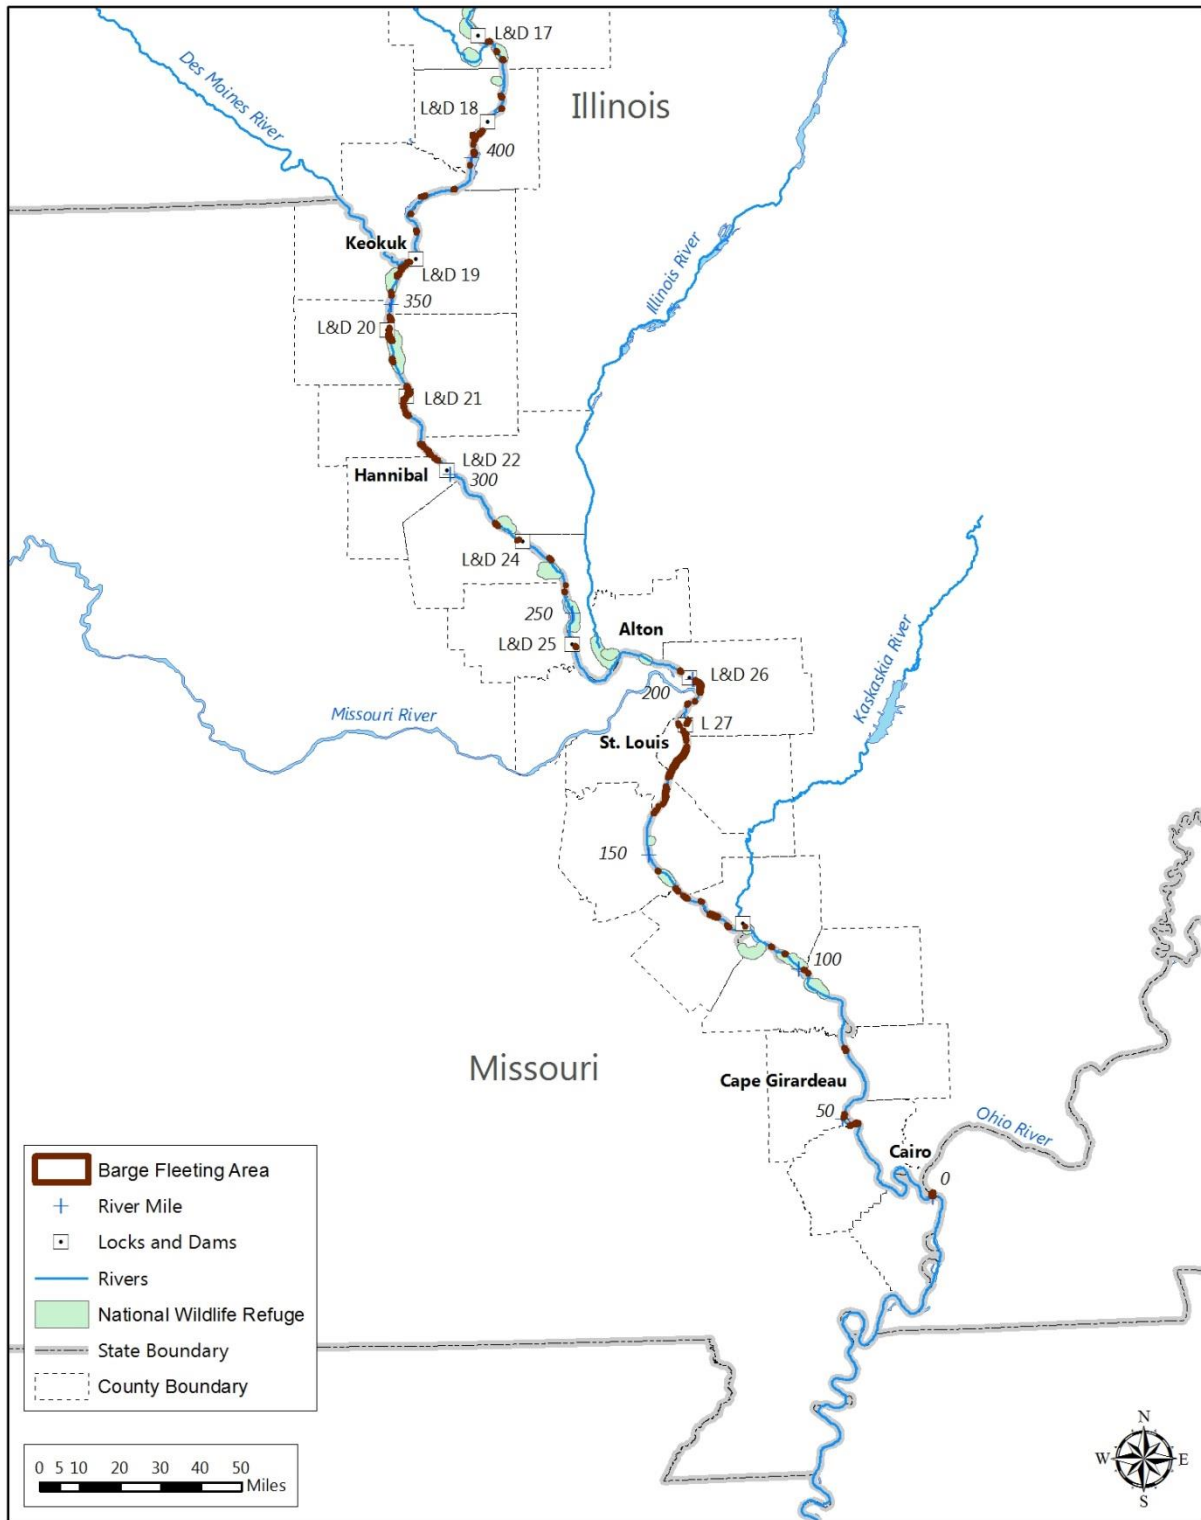 L&D 17
Des Moines River
L&D 18
Illinois
400
Keokuk
L&D 19
Illinois River
350
L&D 20
L&D 21
L&D 22
Hannibal
300
L&D 24
250
Alton
L&D 25
L&D 26
200
Kaskaskia River
Missouri River
L 27
St. Louis
150
100
Missouri
Cape Girardeau
50
Ohio River
Cairo
0
Barge Fleeting Area
River Mile
Locks and Dams
Rivers
National Wildlife Refuge
State Boundary
County Boundary
0 5 10 20 30 40 50
Miles
N
W E
S